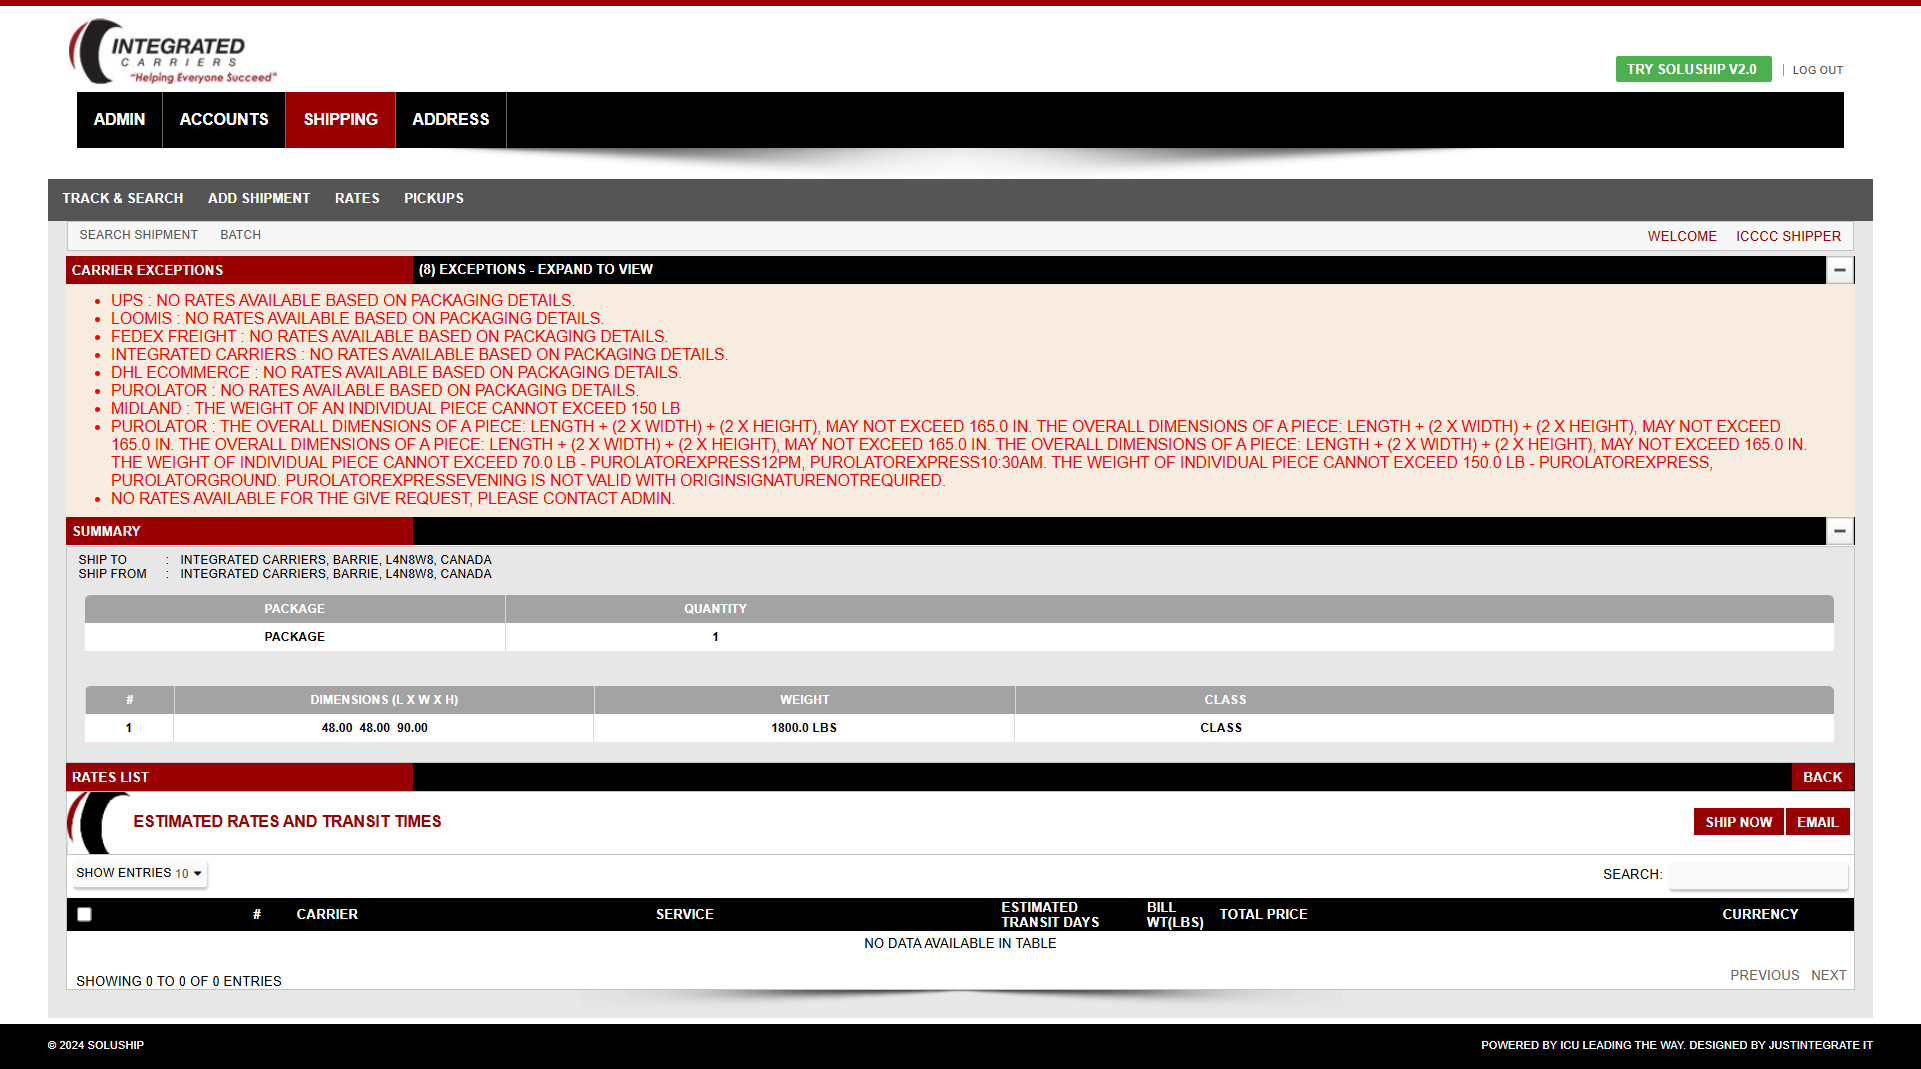 INTEGRATED
CARRIERS
"Helping Everyone Succeed"
TRY SOLUSHIP V2.0 | LOG OUT
ADMIN ACCOUNTS SHIPPING ADDRESS
TRACK & SEARCH ADD SHIPMENT RATES PICKUPS
SEARCH SHIPMENT BATCH WELCOME ICCCC SHIPPER
CARRIER EXCEPTIONS (8) EXCEPTIONS - EXPAND TO VIEW
• UPS : NO RATES AVAILABLE BASED ON PACKAGING DETAILS.
• LOOMIS : NO RATES AVAILABLE BASED ON PACKAGING DETAILS.
• FEDEX FREIGHT : NO RATES AVAILABLE BASED ON PACKAGING DETAILS.
• INTEGRATED CARRIERS : NO RATES AVAILABLE BASED ON PACKAGING DETAILS.
• DHL ECOMMERCE : NO RATES AVAILABLE BASED ON PACKAGING DETAILS.
• PUROLATOR : NO RATES AVAILABLE BASED ON PACKAGING DETAILS.
• MIDLAND : THE WEIGHT OF AN INDIVIDUAL PIECE CANNOT EXCEED 150 LB
• PUROLATOR : THE OVERALL DIMENSIONS OF A PIECE: LENGTH + (2 X WIDTH) + (2 X HEIGHT), MAY NOT EXCEED 165.0 IN. THE OVERALL DIMENSIONS OF A PIECE: LENGTH + (2 X WIDTH) + (2 X HEIGHT), MAY NOT EXCEED
165.0 IN. THE OVERALL DIMENSIONS OF A PIECE: LENGTH + (2 X WIDTH) + (2 X HEIGHT), MAY NOT EXCEED 165.0 IN. THE OVERALL DIMENSIONS OF A PIECE: LENGTH + (2 X WIDTH) + (2 X HEIGHT), MAY NOT EXCEED 165.0 IN.
THE WEIGHT OF INDIVIDUAL PIECE CANNOT EXCEED 70.0 LB - PUROLATOREXPRESS12PM, PUROLATOREXPRESS10:30AM. THE WEIGHT OF INDIVIDUAL PIECE CANNOT EXCEED 150.0 LB - PUROLATOREXPRESS,
PUROLATORGROUND. PUROLATOREXPRESSEVENING IS NOT VALID WITH ORIGINSIGNATURENOTREQUIRED.
• NO RATES AVAILABLE FOR THE GIVE REQUEST, PLEASE CONTACT ADMIN.
SUMMARY
SHIP TO : INTEGRATED CARRIERS, BARRIE, L4N8W8, CANADA
SHIP FROM : INTEGRATED CARRIERS, BARRIE, L4N8W8, CANADA
PACKAGE QUANTITY
PACKAGE 1
# DIMENSIONS (L X W X H) WEIGHT CLASS
1 48.00 48.00 90.00 1800.0 LBS CLASS
RATES LIST BACK
ESTIMATED RATES AND TRANSIT TIMES SHIP NOW EMAIL
SHOW ENTRIES 10 SEARCH:
# CARRIER SERVICE ESTIMATED TRANSIT DAYS BILL WT(LBS) TOTAL PRICE CURRENCY
NO DATA AVAILABLE IN TABLE
SHOWING 0 TO 0 OF 0 ENTRIES PREVIOUS NEXT
© 2024 SOLUSHIP POWERED BY ICU LEADING THE WAY. DESIGNED BY JUSTINTEGRATE IT